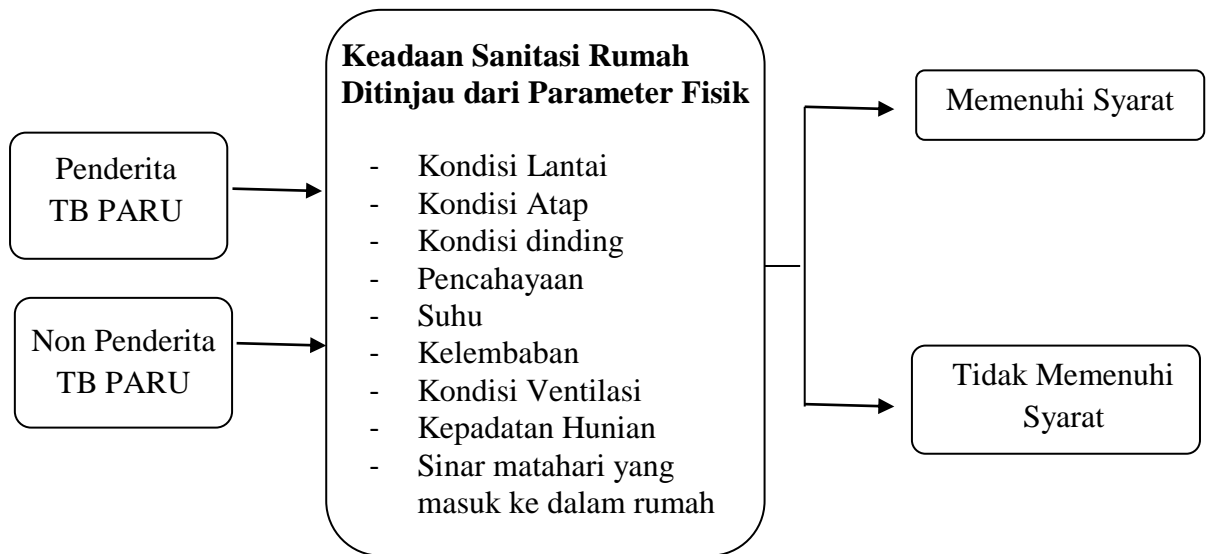 Penderita
TB PARU
Non Penderita
TB PARU
Keadaan Sanitasi Rumah
Ditinjau dari Parameter Fisik
- Kondisi Lantai
- Kondisi Atap
- Kondisi dinding
- Pencahayaan
- Suhu
- Kelembaban
- Kondisi Ventilasi
- Kepadatan Hunian
- Sinar matahari yang
masuk ke dalam rumah
Memenuhi Syarat
Tidak Memenuhi
Syarat